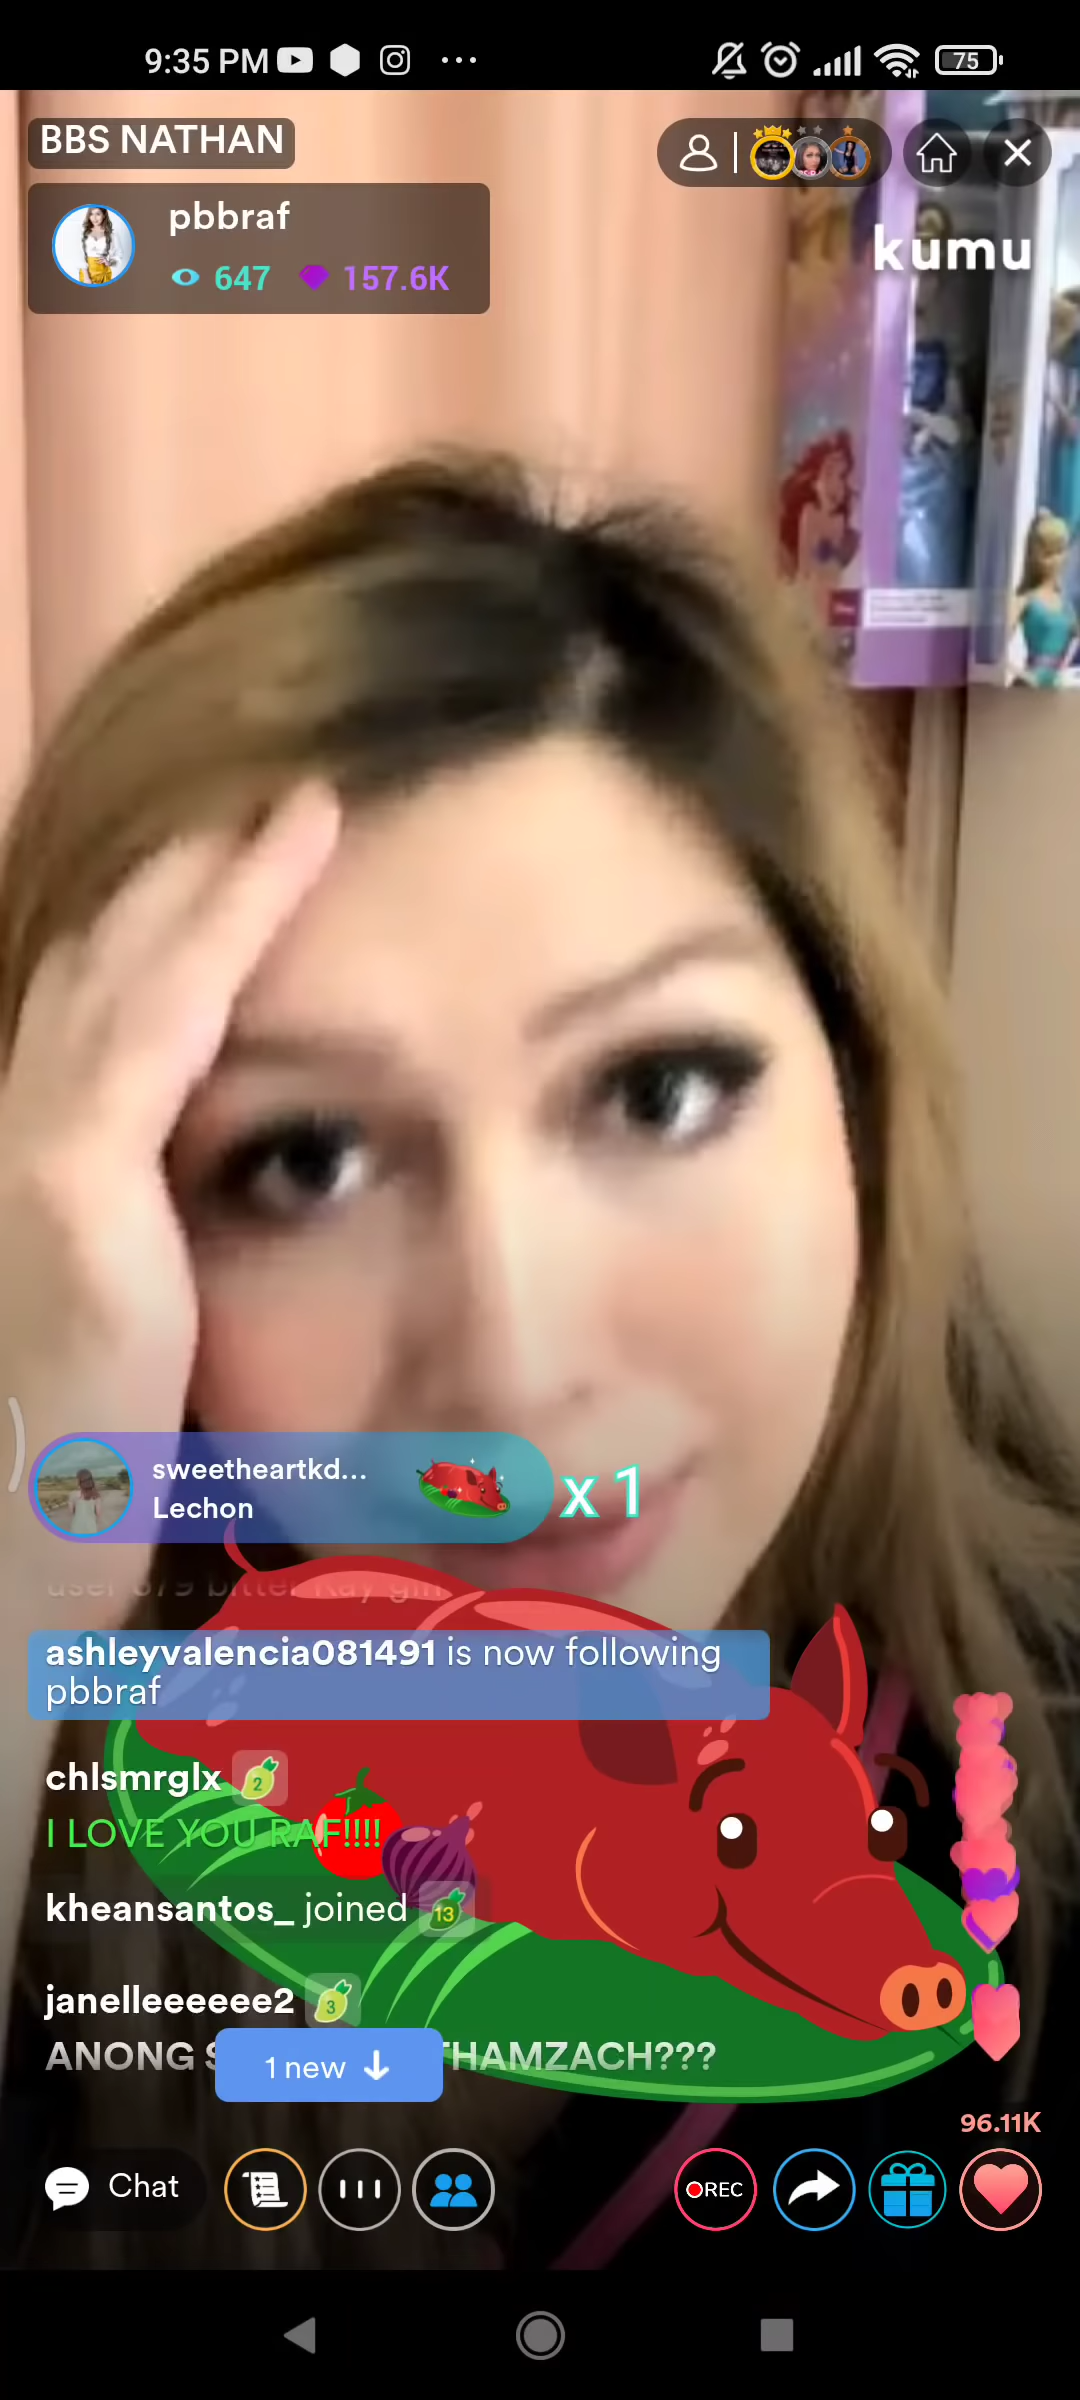 9:35 PM
75
BBS NATHAN
pbbraf
647 157.6K
kumu
sweetheartkd...
Lechon
x 1
ashleyvalencia081491 is now following
pbbraf
chlsmrglx 2
I LOVE YOU RAF!!!!
kheansantos_ joined 13
janelleeeeee2 3
ANONG THAMZACH???
1 new
96.11K
Chat
REC